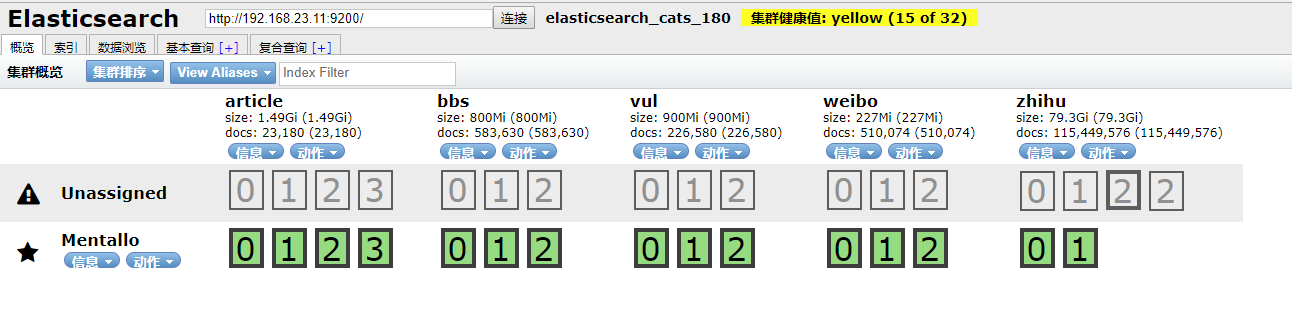 Elasticsearch http://192.168.23.11:9200/ 连接 elasticsearch_cats_180 集群健康值: yellow (15 of 32)
概览 索引 数据浏览 基本查询 [+] 复合查询 [+]
集群概览 集群排序 View Aliases Index Filter
article bbs vul weibo zhihu
size: 1.49Gi (1.49Gi) size: 800Mi (800Mi) size: 900Mi (900Mi) size: 227Mi (227Mi) size: 79.3Gi (79.3Gi)
docs: 23,180 (23,180) docs: 583,630 (583,630) docs: 226,580 (226,580) docs: 510,074 (510,074) docs: 115,449,576 (115,449,576)
信息 动作 信息 动作 信息 动作 信息 动作 信息 动作
Unassigned 0 1 2 3 0 1 2 0 1 2 0 1 2 0 1 2 2
Mentallo 0 1 2 3 0 1 2 0 1 2 0 1 2 0 1
信息 动作